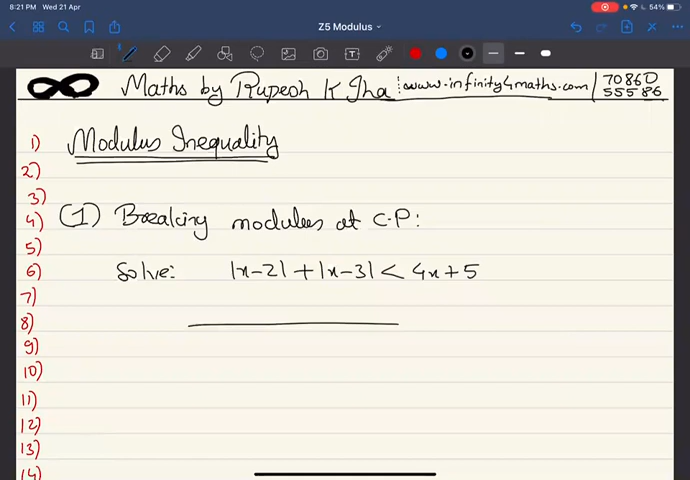 8:21 PM Wed 21 Apr 54%
Z5 Modulus
Maths by Rupesh K Jha www.infinity4maths.com 70860 55586
1) Modulus Inequality
2)
3)
4) (1) Breaking modulus at C.P:
5)
6) Solve: |x-2| + |x-3| < 4x+5
7)
8)
9)
10)
11)
12)
13)
14)